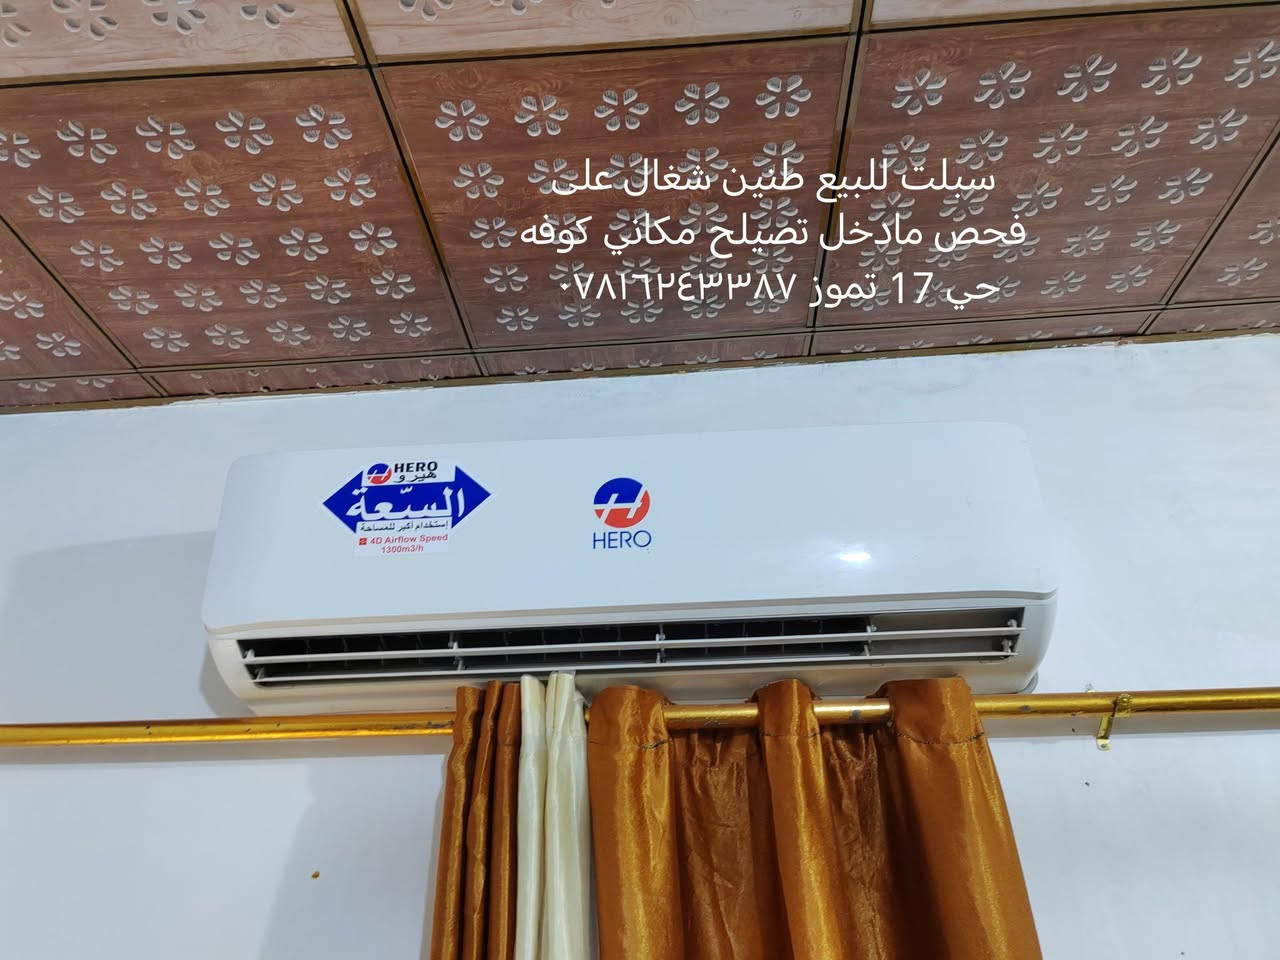 سبلت للبيع طنين شغال على
فحص مادخل تصيلح مكاني كوفه
حي 17 تموز ٠٧٨١٦٢٤٣٣٨٧
HERO
هيرو
السّعة
إستخدام أكبر للمساحة
4D Airflow Speed
1300m3/h
HERO